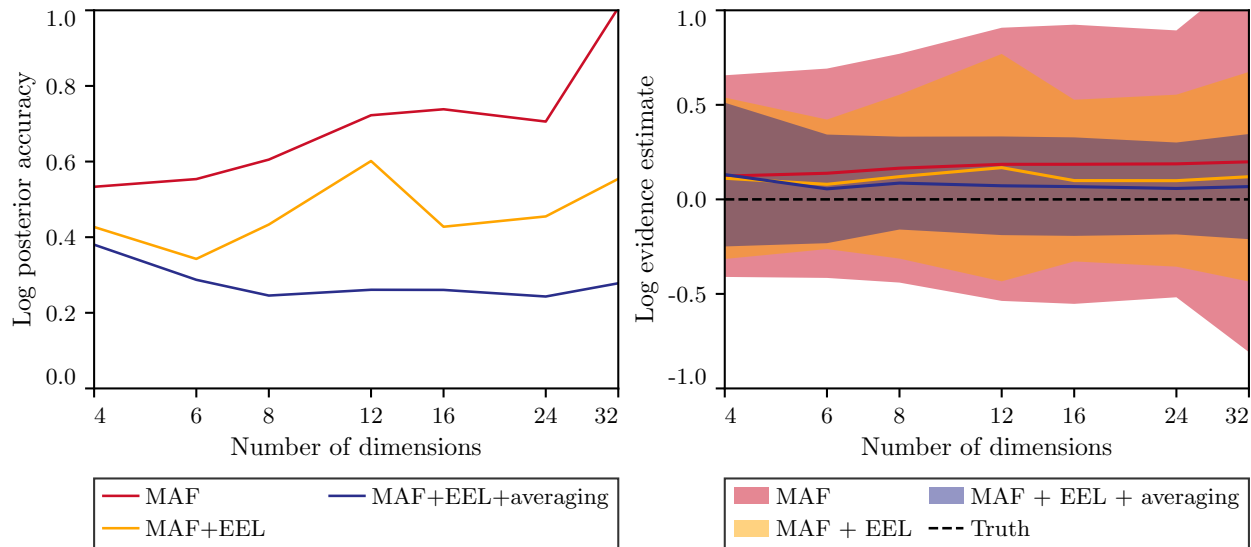 Log posterior accuracy
1.0
0.8
0.6
0.4
0.2
0.0
4 6 8 12 16 24 32
Number of dimensions
MAF
MAF+EEL
MAF+EEL+averaging
Log evidence estimate
1.0
0.5
0.0
-0.5
-1.0
4 6 8 12 16 24 32
Number of dimensions
MAF
MAF + EEL
MAF + EEL + averaging
Truth